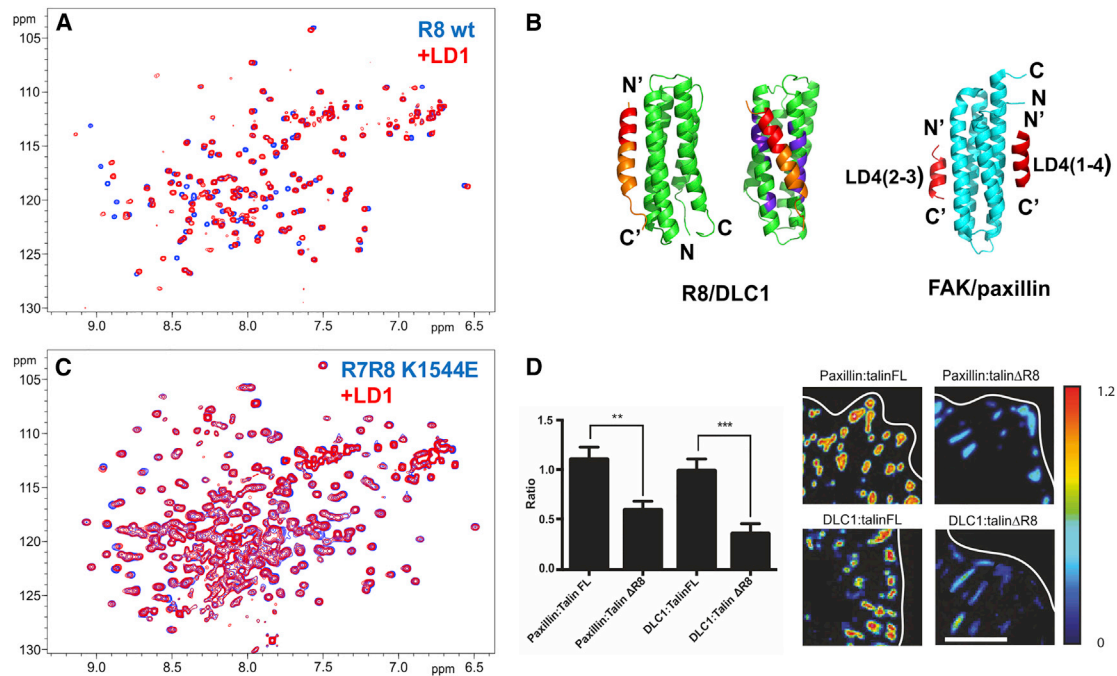 A
ppm
105
110
115
120
125
130
9.0 8.5 8.0 7.5 7.0 ppm 6.5
R8 wt
+LD1
B
N'
C'
N
C
R8/DLC1
C
N
N'
N'
LD4(2-3)
LD4(1-4)
C'
C'
FAK/paxillin
C
ppm
105
110
115
120
125
130
9.0 8.5 8.0 7.5 7.0 ppm 6.5
R7R8 K1544E
+LD1
D
Ratio
1.5
1.0
0.5
0.0
**
***
Paxillin:Talin FL
Paxillin:Talin ΔR8
DLC1:TalinFL
DLC1:Talin ΔR8
Paxillin:talinFL
Paxillin:talinΔR8
DLC1:talinFL
DLC1:talinΔR8
1.2
0